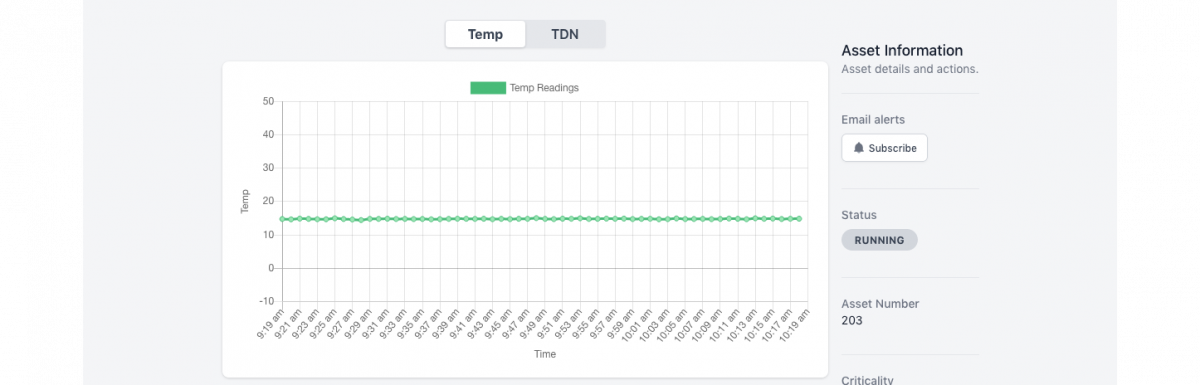 Temp TDN
Temp Readings
50
40
30
20
10
0
-10
Temp
9:19 am 9:21 am 9:23 am 9:25 am 9:27 am 9:29 am 9:31 am 9:33 am 9:35 am 9:37 am 9:39 am 9:41 am 9:43 am 9:45 am 9:47 am 9:49 am 9:51 am 9:53 am 9:55 am 9:57 am 9:59 am 10:01 am 10:03 am 10:05 am 10:07 am 10:09 am 10:11 am 10:13 am 10:15 am 10:17 am 10:19 am
Time
Asset Information
Asset details and actions.
Email alerts
Subscribe
Status
RUNNING
Asset Number
203
Criticality